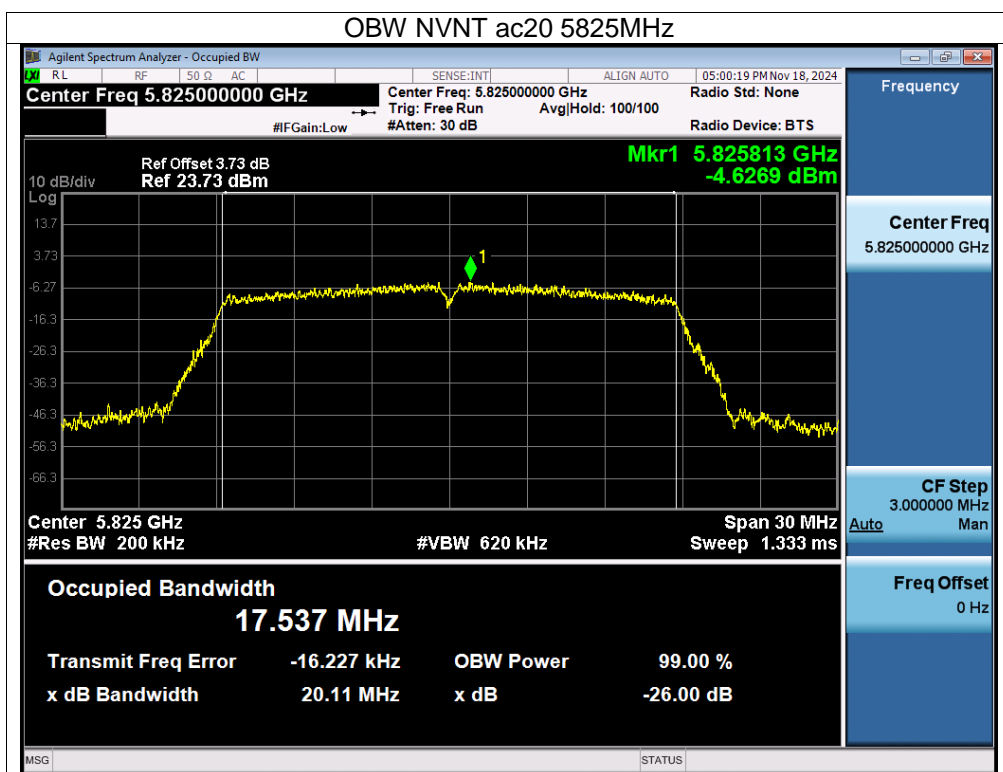 OBW NVNT ac20 5825MHz
Agilent Spectrum Analyzer - Occupied BW
LXI RL RF 50 Ω AC SENSE:INT ALIGN AUTO 05:00:19 PM Nov 18, 2024
Center Freq 5.825000000 GHz
Center Freq: 5.825000000 GHz
Radio Std: None
Trig: Free Run Avg|Hold: 100/100
#IFGain:Low #Atten: 30 dB Radio Device: BTS
Mkr1 5.825813 GHz
-4.6269 dBm
Ref Offset 3.73 dB
10 dB/div Ref 23.73 dBm
Log
13.7
3.73
-6.27
-16.3
-26.3
-36.3
-46.3
-56.3
-66.3
1
Center 5.825 GHz Span 30 MHz
#Res BW 200 kHz #VBW 620 kHz Sweep 1.333 ms
Occupied Bandwidth
17.537 MHz
Transmit Freq Error -16.227 kHz OBW Power 99.00 %
x dB Bandwidth 20.11 MHz x dB -26.00 dB
Frequency
Center Freq
5.825000000 GHz
CF Step
3.000000 MHz
Auto Man
Freq Offset
0 Hz
MSG STATUS